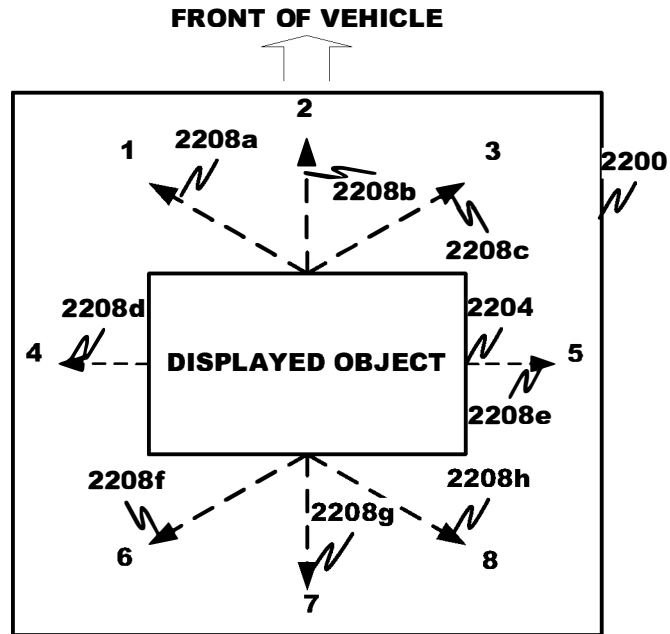 FRONT OF VEHICLE
2
1
2208a
3
2200
2208b
2208c
2208d
2204
4
DISPLAYED OBJECT
5
2208e
2208f
2208h
2208g
6
8
7